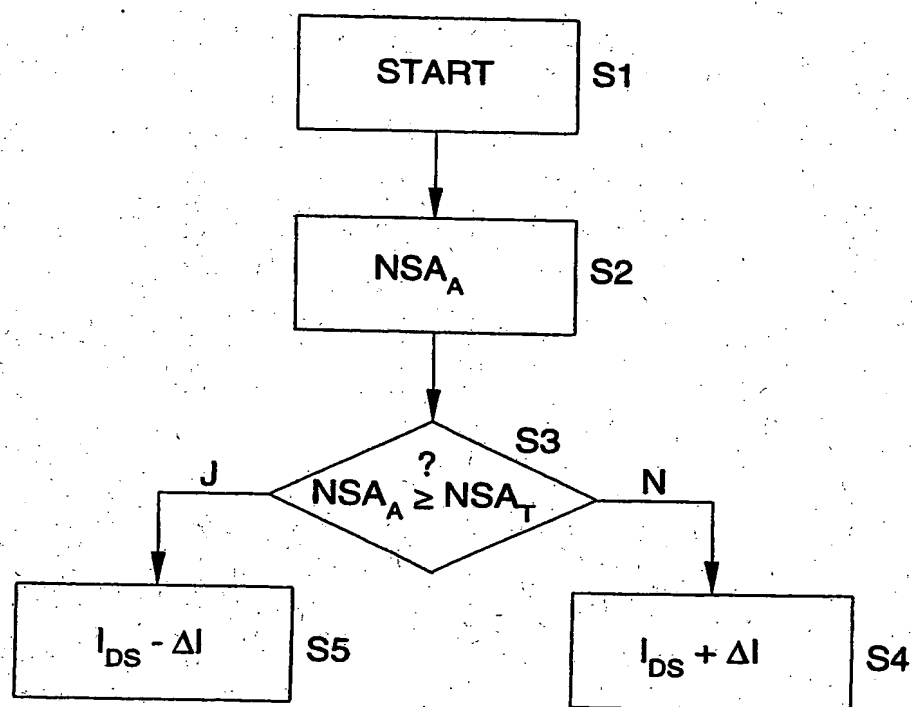 START S1
NSA_A S2
S3
?
J NSA_A ≥ NSA_T N
I_DS - ΔI S5
I_DS + ΔI S4